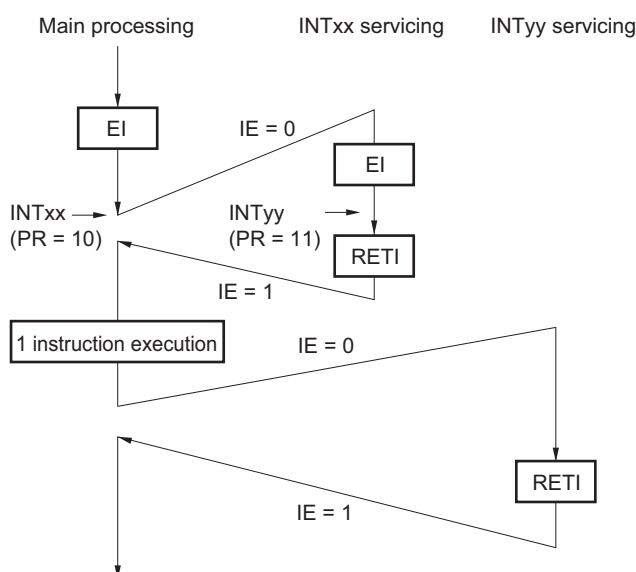 Main processing
INTxx servicing
INTyy servicing
EI
IE = 0
EI
INTxx
(PR = 10)
INTyy
(PR = 11)
RETI
IE = 1
1 instruction execution
IE = 0
RETI
IE = 1